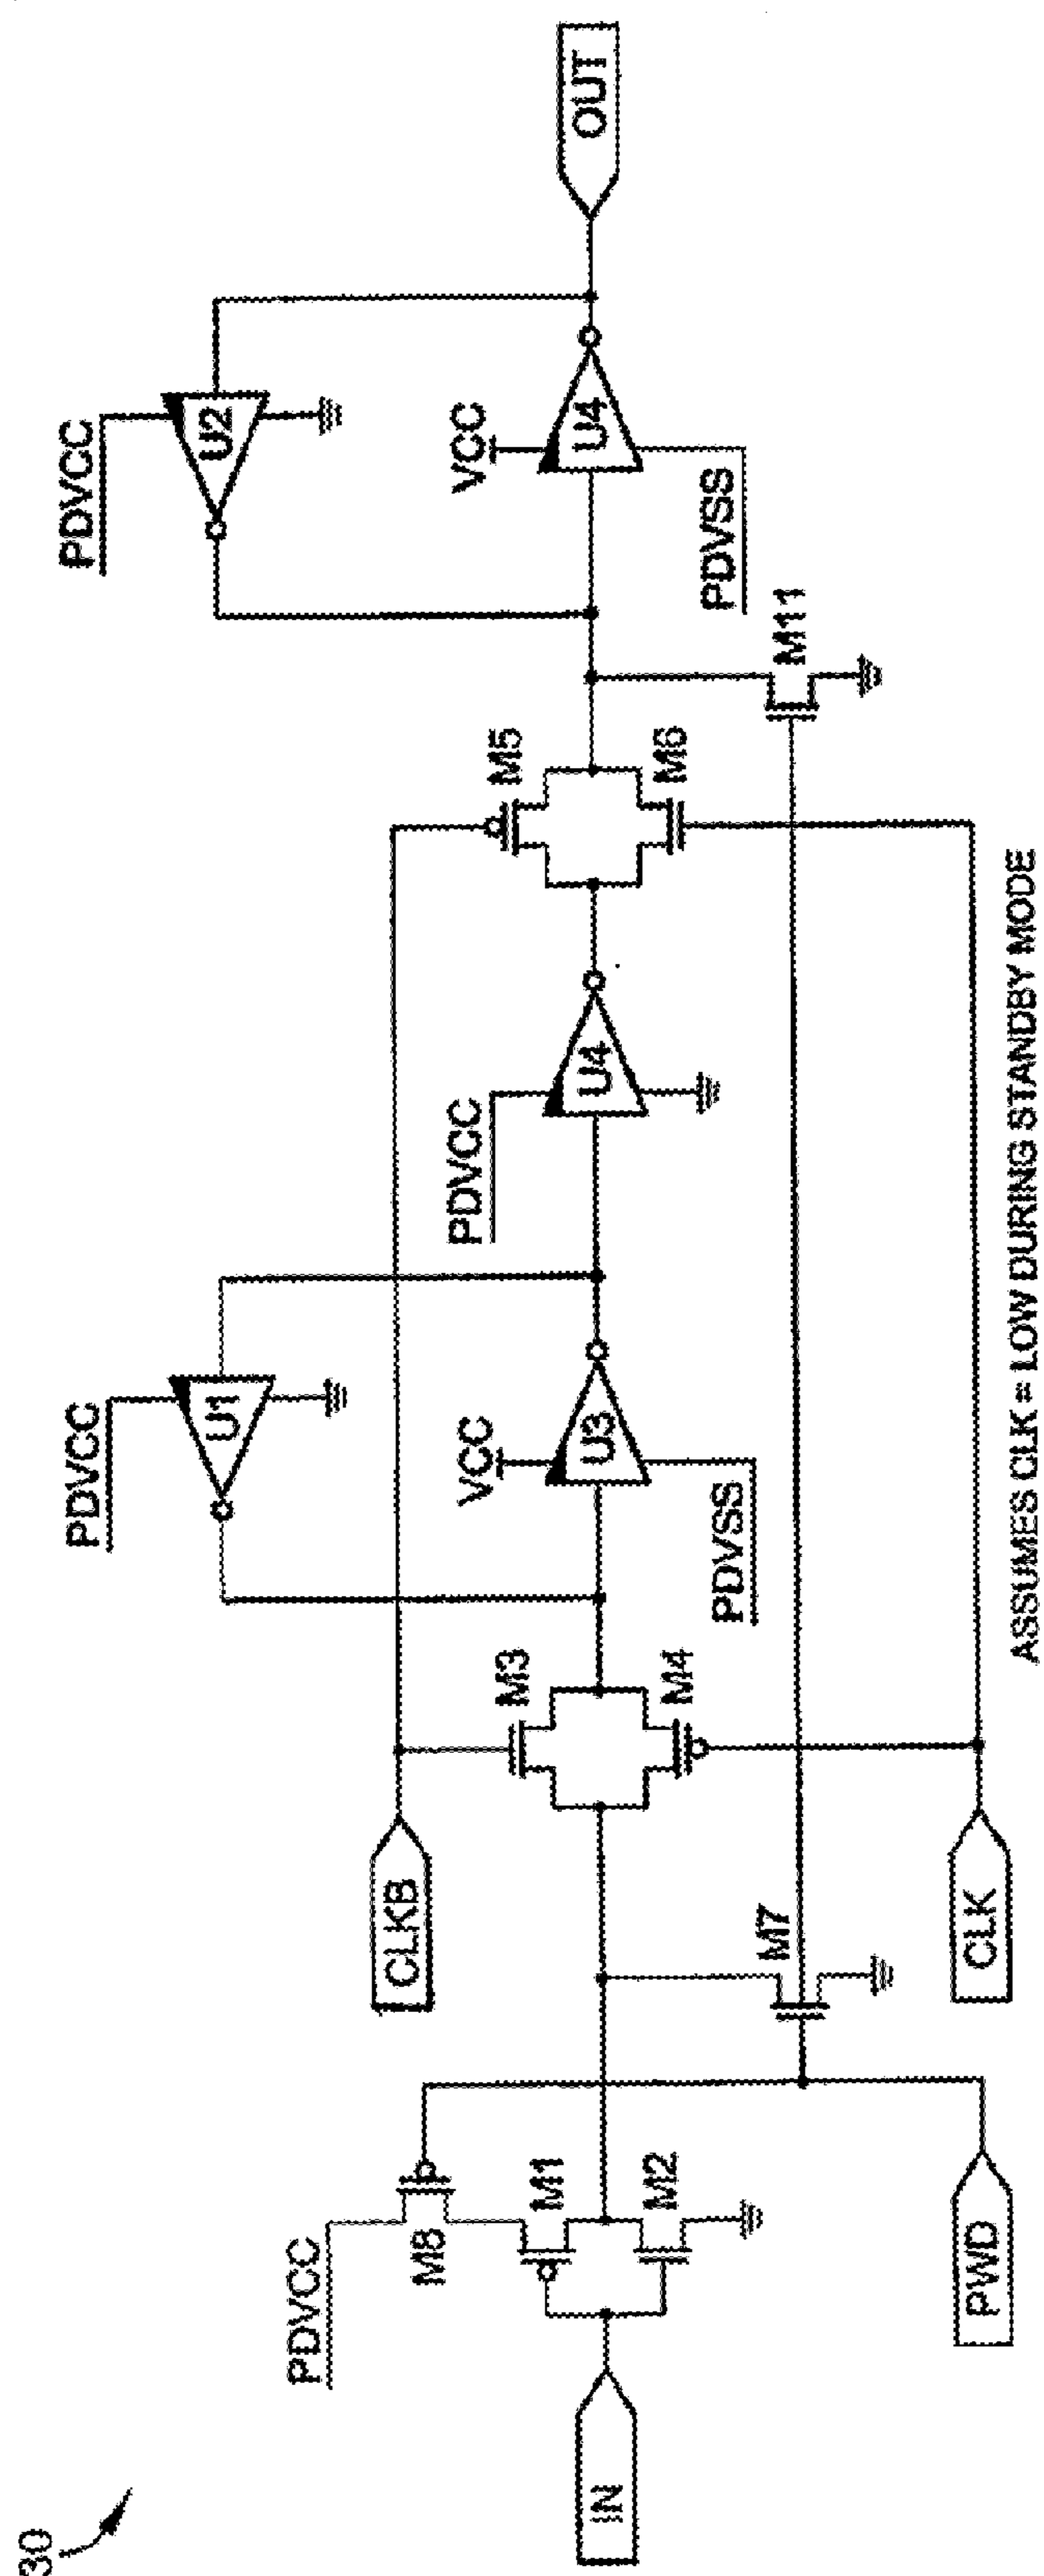 30
IN
PDVCC
M8
M1
M2
PWD
M7
CLKB
CLK
M3
M4
PDVCC
U1
VCC
U3
PDVSS
PDVCC
U4
M5
M6
M11
PDVCC
U2
VCC
U4
PDVSS
OUT
ASSUMES CLK = LOW DURING STANDBY MODE